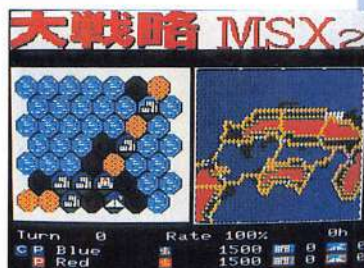 大戦略 MSX2
Turn 0 Rate 100% 0h
C P Blue 1500 0
P Red 1500 0